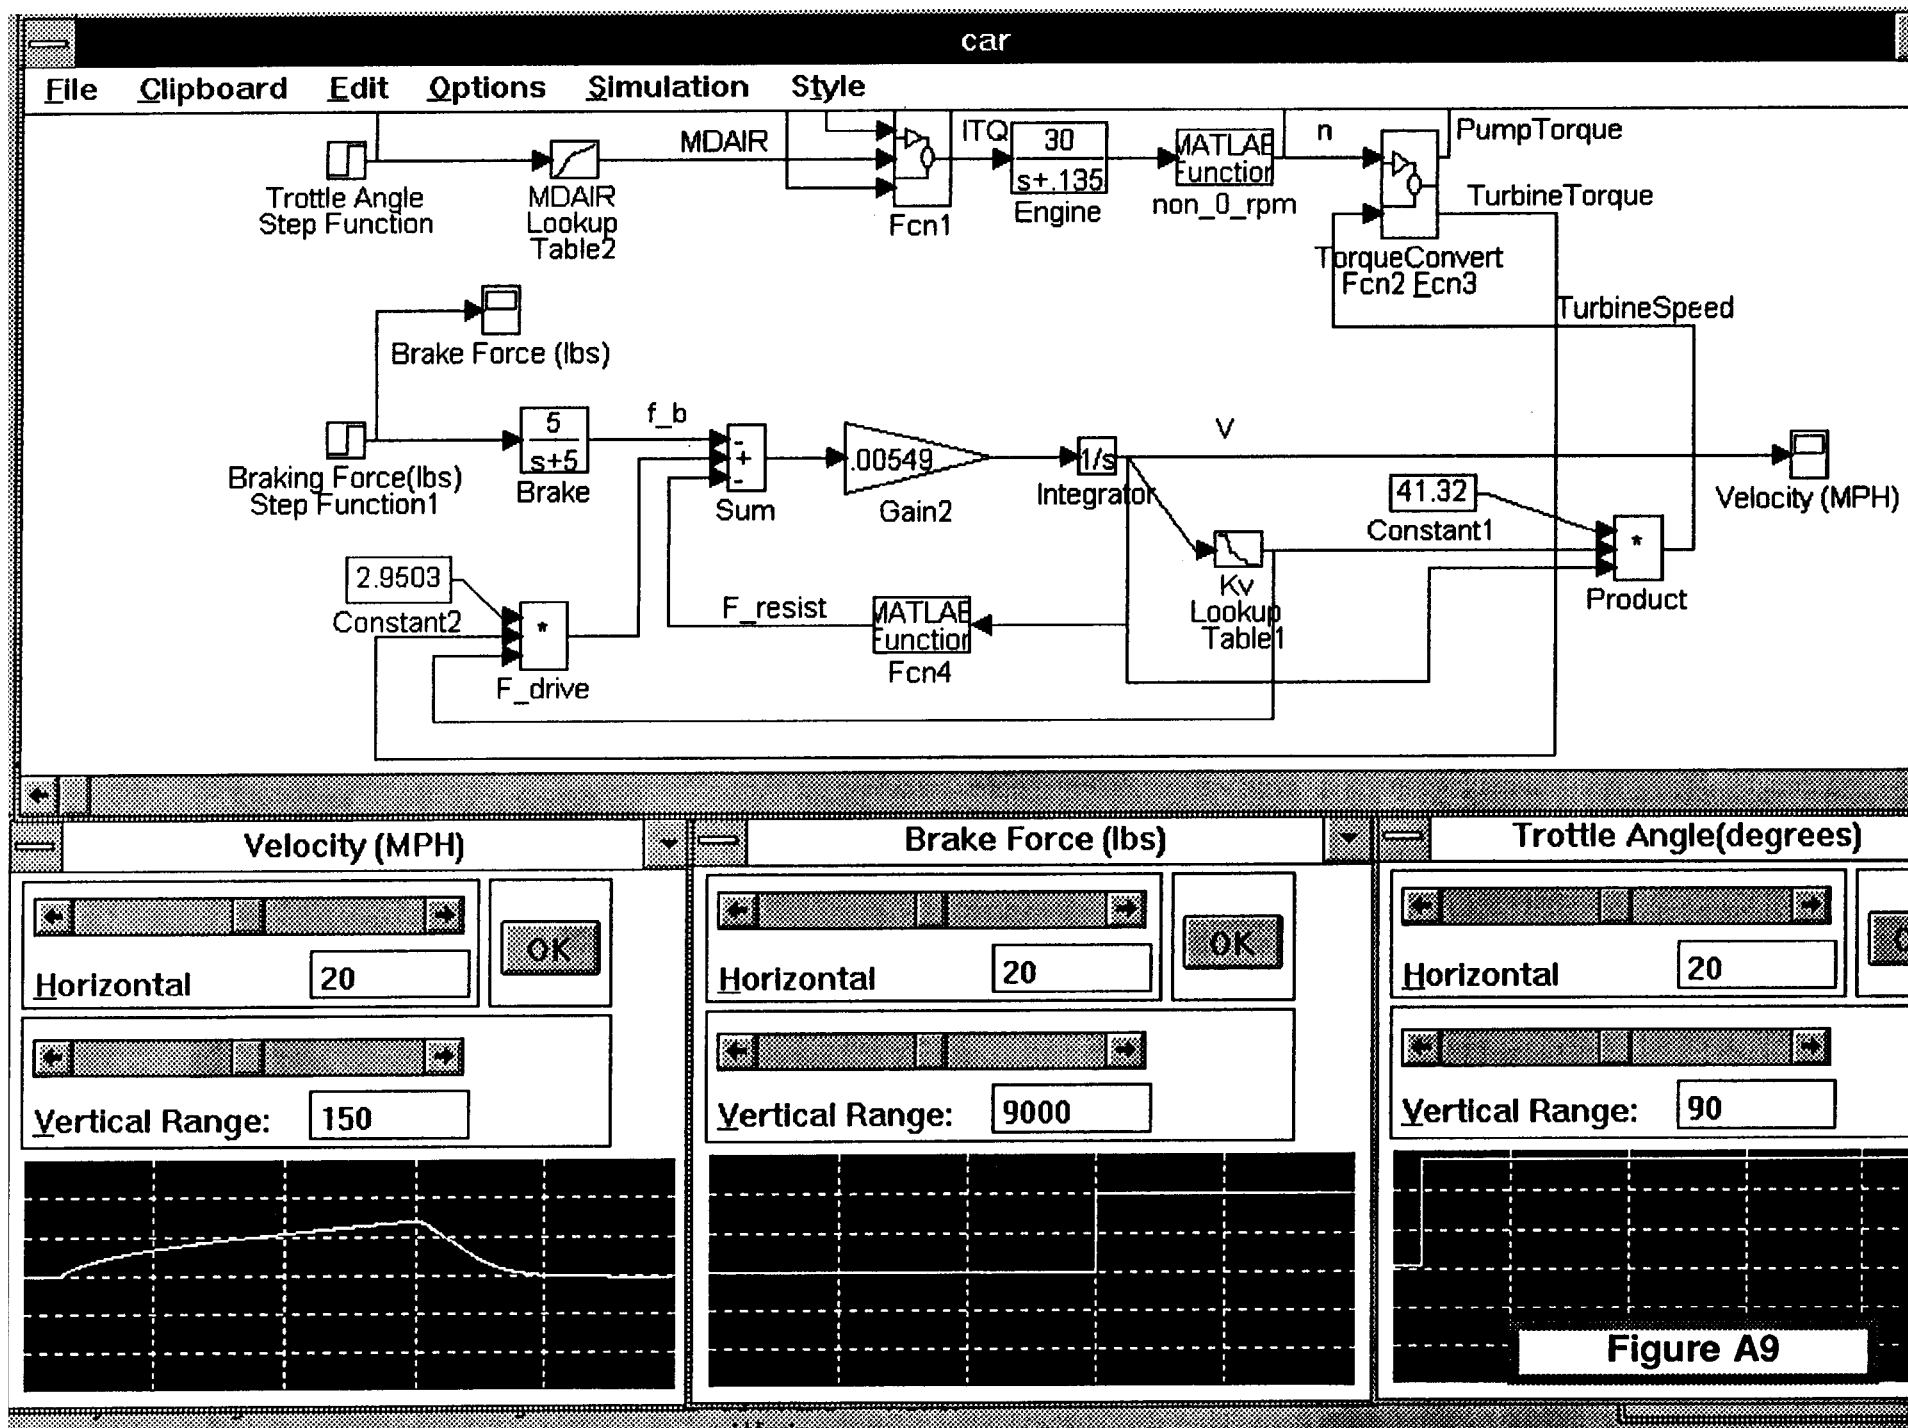 car
File Clipboard Edit Options Simulation Style
Trottle Angle
Step Function
MDAIR
Lookup
Table2
MDAIR
Fcn1
ITQ
30
s+.135
Engine
MATLAB
Function
non_0_rpm
n
PumpTorque
TurbineTorque
TorqueConvert
Fcn2 Fcn3
TurbineSpeed
Brake Force (lbs)
Braking Force(lbs)
Step Function1
5
s+5
Brake
f_b
-
+
-
Sum
.00549
Gain2
1/s
Integrator
V
Velocity (MPH)
41.32
Constant1
*
Product
Kv
Lookup
Table1
2.9503
Constant2
*
F_drive
F_resist
MATLAB
Function
Fcn4
Velocity (MPH)
Horizontal 20
OK
Vertical Range: 150
Brake Force (lbs)
Horizontal 20
OK
Vertical Range: 9000
Trottle Angle(degrees)
Horizontal 20
Vertical Range: 90
Figure A9